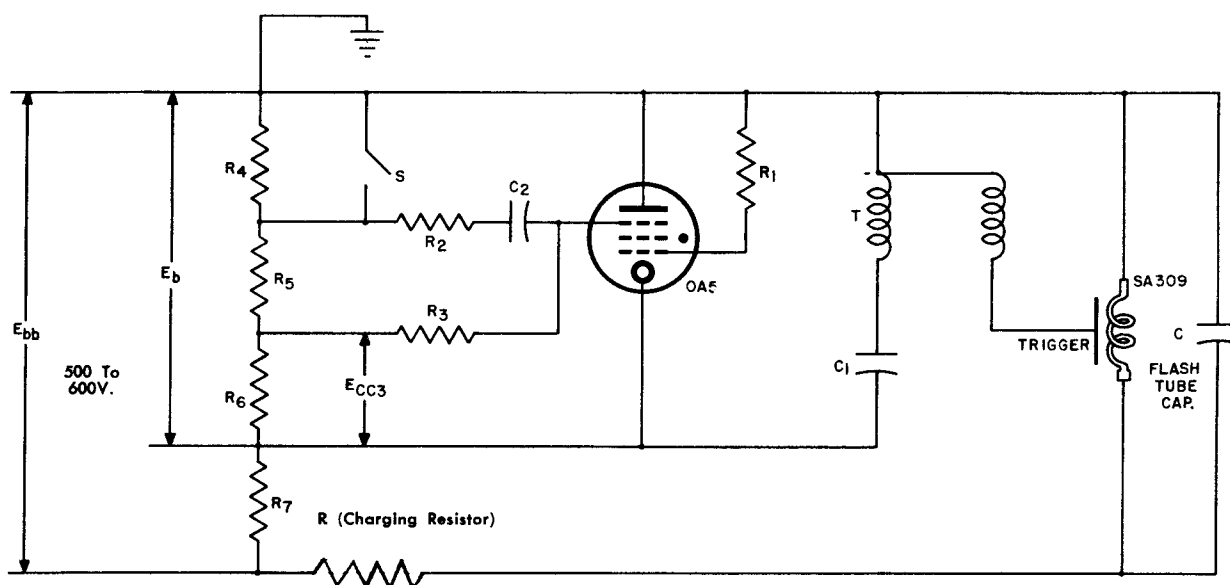 R4
S
C2
R1
R2
T
Eb
R5
OA5
SA309
Ebb
R3
TRIGGER
C
C1
500 To
600V.
ECC3
FLASH
TUBE
CAP.
R6
R7
R (Charging Resistor)